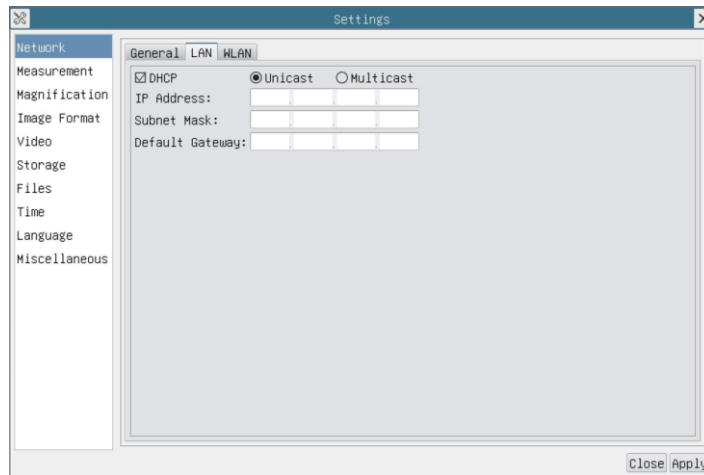 Settings
Network
Measurement
Magnification
Image Format
Video
Storage
Files
Time
Language
Miscellaneous
General LAN WLAN
DHCP Unicast Multicast
IP Address:
Subnet Mask:
Default Gateway:
Close Apply